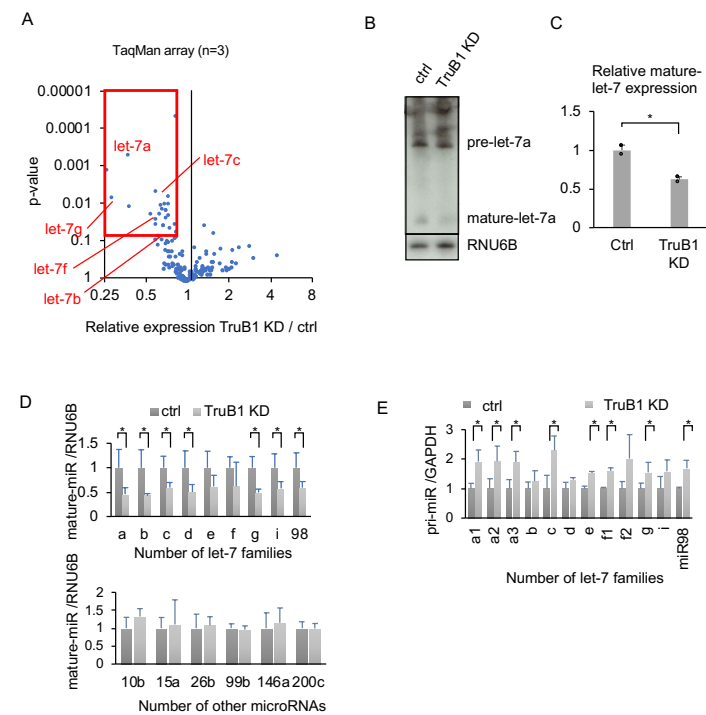 A
TaqMan array (n=3)
p-value
0.00001
0.0001
0.001
0.01
0.1
1
let-7a
let-7c
let-7g
let-7f
let-7b
0.25
0.5
1
2
4
8
Relative expression TruB1 KD / ctrl
B
ctrl
TruB1 KD
pre-let-7a
mature-let-7a
RNU6B
C
Relative mature-
let-7 expression
*
1.5
1
0.5
0
Ctrl
TruB1
KD
D
ctrl
TruB1 KD
mature-miR /RNU6B
1.5
1
0.5
0
* * * * * * *
a b c d e f g i 98
Number of let-7 families
mature-miR /RNU6B
2
1.5
1
0.5
0
10b 15a 26b 99b 146a 200c
Number of other microRNAs
E
ctrl
TruB1 KD
pri-miR /GAPDH
3
2
1
0
* * * * * * * *
a1 a2 a3 b c d e f1 f2 g i miR98
Number of let-7 families